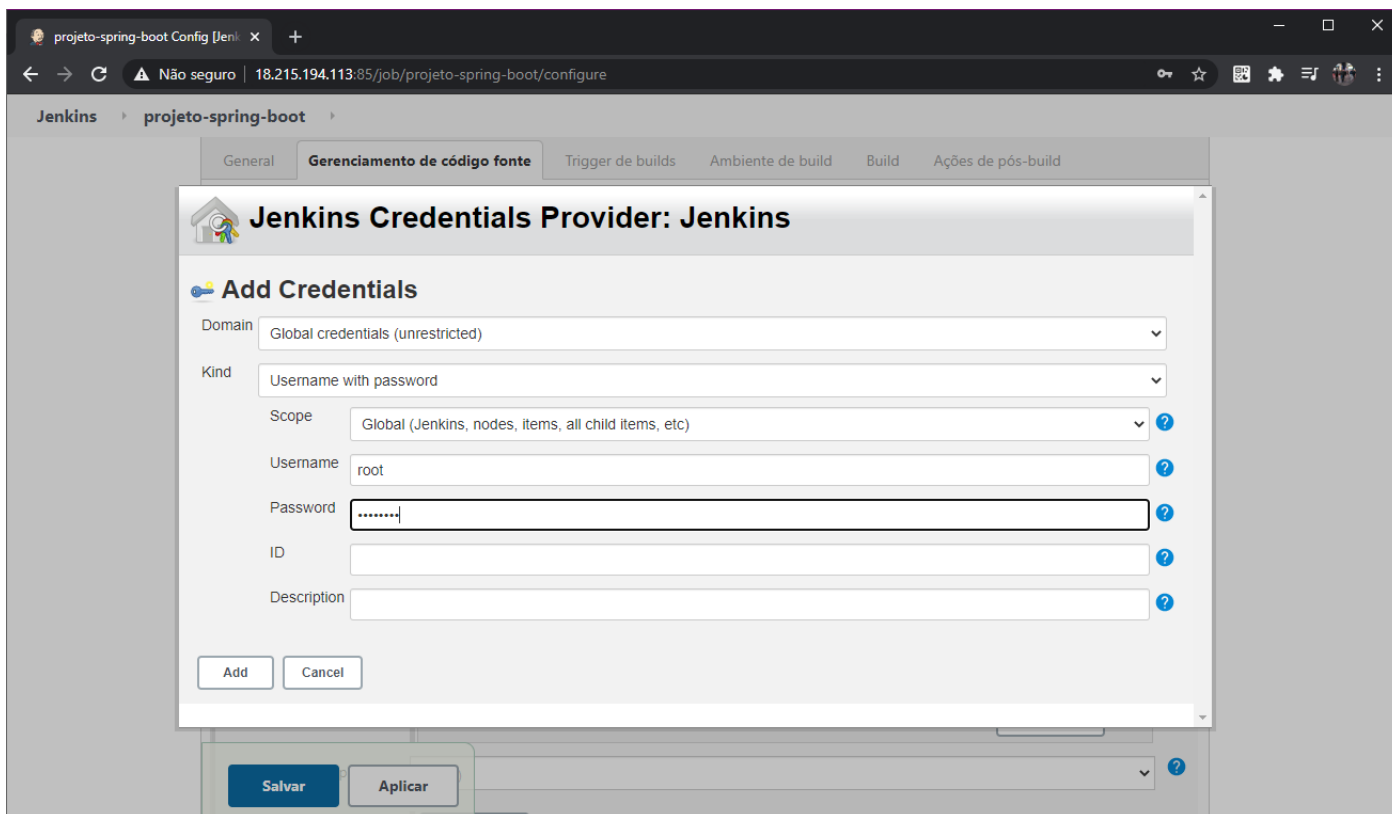 projeto-spring-boot Config [Jenk
Não seguro | 18.215.194.113:85/job/projeto-spring-boot/configure
Jenkins projeto-spring-boot
General Gerenciamento de código fonte Trigger de builds Ambiente de build Build Ações de pós-build
Jenkins Credentials Provider: Jenkins
Add Credentials
Domain Global credentials (unrestricted)
Kind Username with password
Scope Global (Jenkins, nodes, items, all child items, etc)
Username root
Password ••••••••
ID
Description
Add Cancel
Salvar Aplicar